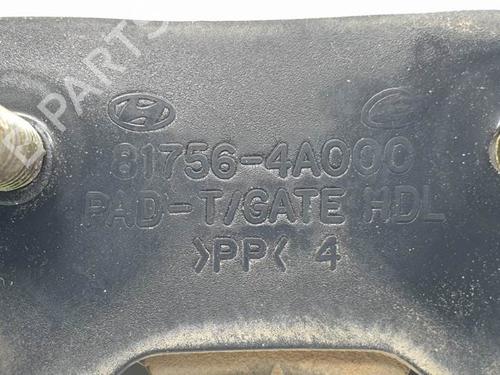 81756-4A000
PAD-T/GATE HDL
>PP< 4